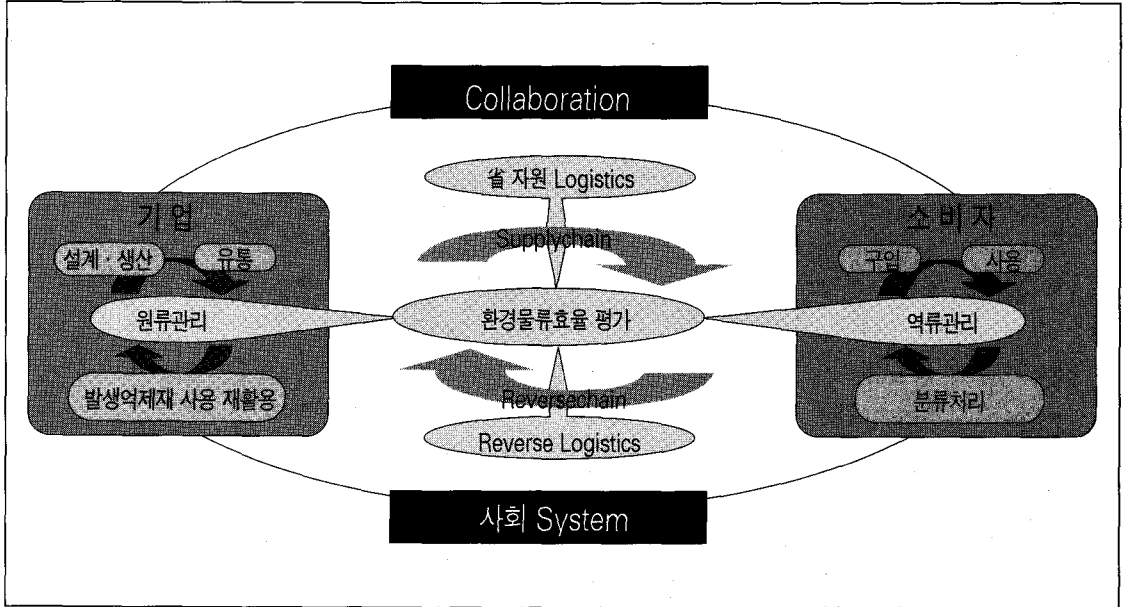 Collaboration
省 자원 Logistics
기 업
소 비 자
Supplychain
설계 · 생산
유통
구입
사용
원류관리
환경물류효율 평가
역류관리
발생억제재 사용 재활용
Reversechain
분류처리
Reverse Logistics
사회 System